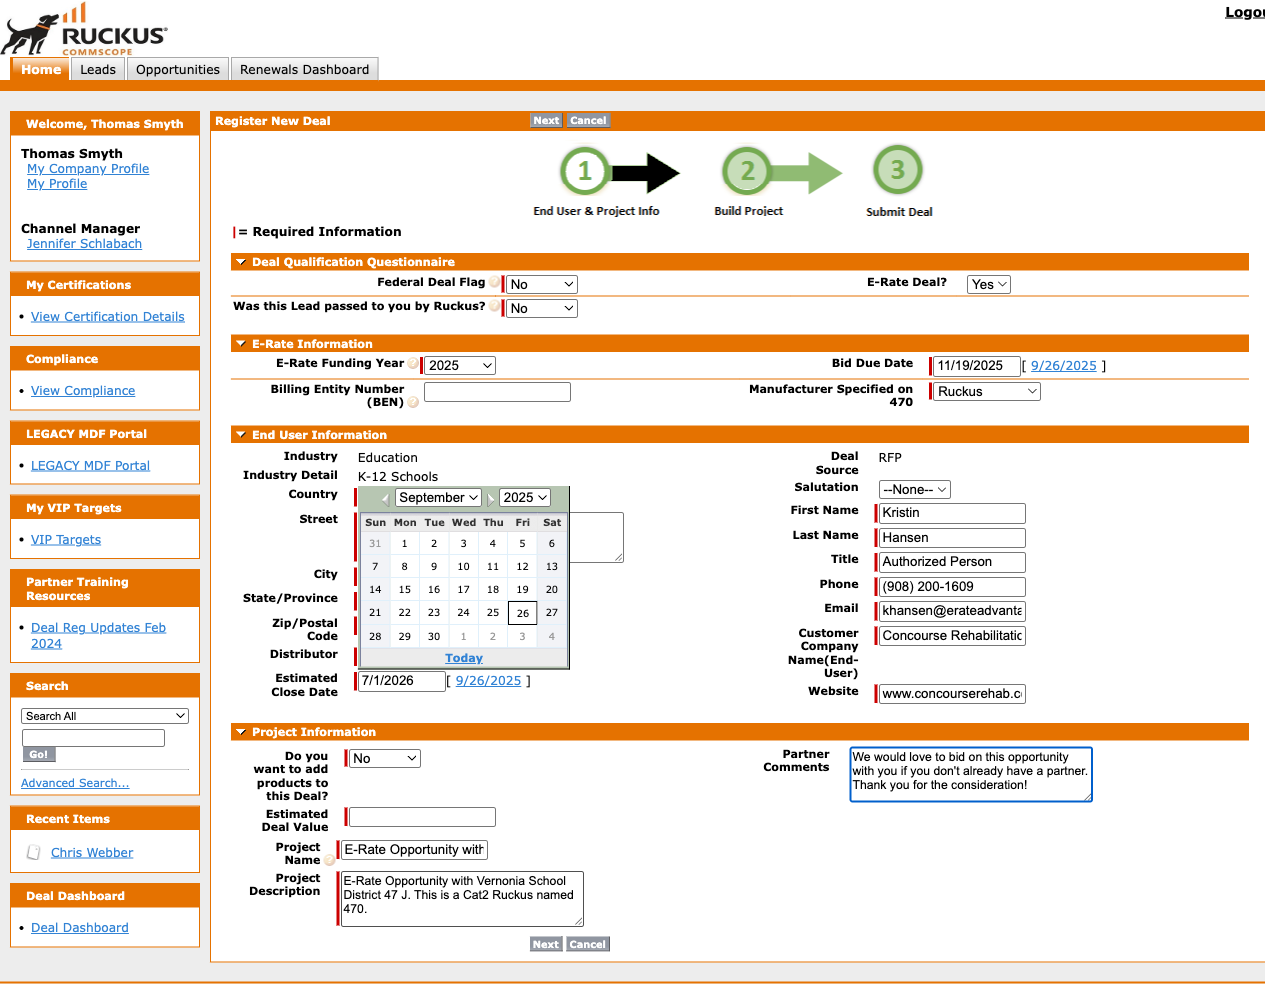 Logou
RUCKUS
COMMSCOPE
Home Leads Opportunities Renewals Dashboard
Welcome, Thomas Smyth
Thomas Smyth
My Company Profile
My Profile
Channel Manager
Jennifer Schlabach
My Certifications
• View Certification Details
Compliance
• View Compliance
LEGACY MDF Portal
• LEGACY MDF Portal
My VIP Targets
• VIP Targets
Partner Training
Resources
• Deal Reg Updates Feb
2024
Search
Search All
Go!
Advanced Search...
Recent Items
Chris Webber
Deal Dashboard
• Deal Dashboard
Register New Deal Next Cancel
1 2 3
End User & Project Info Build Project Submit Deal
= Required Information
Deal Qualification Questionnaire
Federal Deal Flag No E-Rate Deal? Yes
Was this Lead passed to you by Ruckus? No
E-Rate Information
E-Rate Funding Year 2025 Bid Due Date 11/19/2025 [ 9/26/2025 ]
Billing Entity Number
(BEN)
Manufacturer Specified on
470
Ruckus
End User Information
Industry Education
Industry Detail K-12 Schools
Country
Street
City
State/Province
Zip/Postal
Code
Distributor
Estimated
Close Date
7/1/2026 [ 9/26/2025 ]
September 2025
Sun Mon Tue Wed Thu Fri Sat
31 1 2 3 4 5 6
7 8 9 10 11 12 13
14 15 16 17 18 19 20
21 22 23 24 25 26 27
28 29 30 1 2 3 4
Today
Deal
Source
RFP
Salutation --None--
First Name Kristin
Last Name Hansen
Title Authorized Person
Phone (908) 200-1609
Email khansen@erateadvanta
Customer
Company
Name(End-
User)
Concourse Rehabilitatic
Website www.concourserehab.c
Project Information
Do you
want to add
products to
this Deal?
No
Estimated
Deal Value
Project
Name
E-Rate Opportunity with
Project
Description
E-Rate Opportunity with Vernonia School
District 47 J. This is a Cat2 Ruckus named
470.
Partner
Comments
We would love to bid on this opportunity
with you if you don't already have a partner.
Thank you for the consideration!
Next Cancel